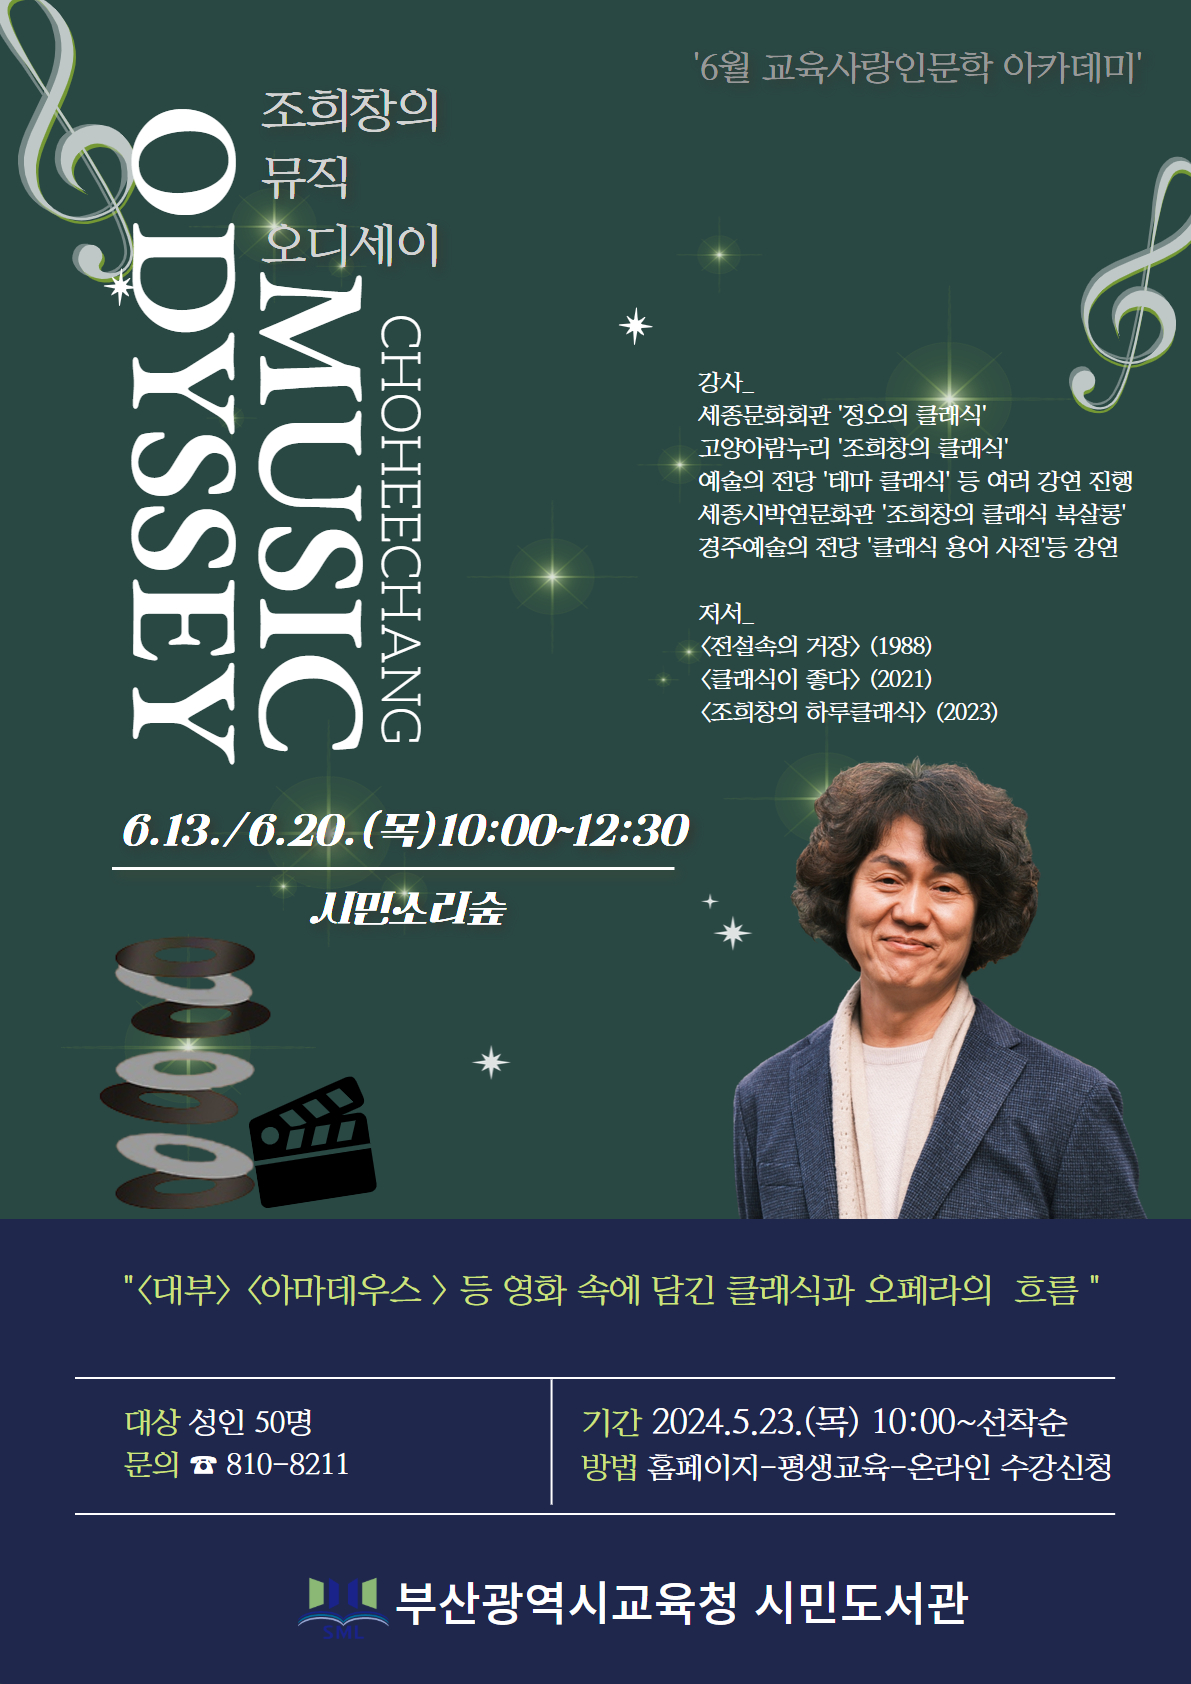 '6월 교육사랑인문학 아카데미'
조희창의
뮤직
오디세이
ODYSSEY
MUSIC
CHOHEECHANG
강사_
세종문화회관 '정오의 클래식'
고양아람누리 '조희창의 클래식'
예술의 전당 '테마 클래식' 등 여러 강연 진행
세종시박연문화관 '조희창의 클래식 북살롱'
경주예술의 전당 '클래식 용어 사전'등 강연
저서_
<전설속의 거장> (1988)
<클래식이 좋다> (2021)
<조희창의 하루클래식> (2023)
6.13./6.20.(목)10:00~12:30
시민소리숲
"<대부> <아마데우스 > 등 영화 속에 담긴 클래식과 오페라의 흐름 "
대상 성인 50명
문의 ☎ 810-8211
기간 2024.5.23.(목) 10:00~선착순
방법 홈페이지-평생교육-온라인 수강신청
SML
부산광역시교육청 시민도서관